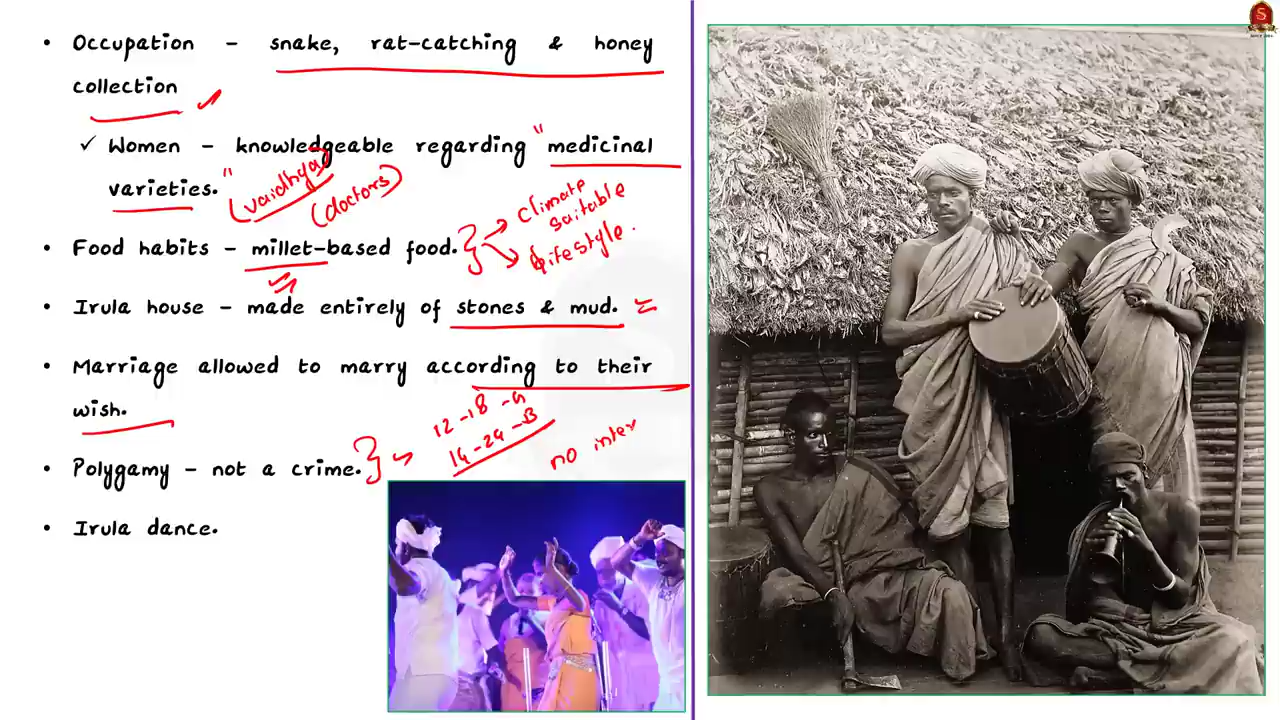 • Occupation – snake, rat-catching & honey
collection
✓ Women – knowledgeable regarding "medicinal
varieties."
(vaidhya)
(doctors)
• Food habits – millet-based food.
climate
suitable
lifestyle.
• Irula house – made entirely of stones & mud.
• Marriage allowed to marry according to their
wish.
12-18 -G
14-24 -B
• Polygamy – not a crime.
no inter
• Irula dance.
S